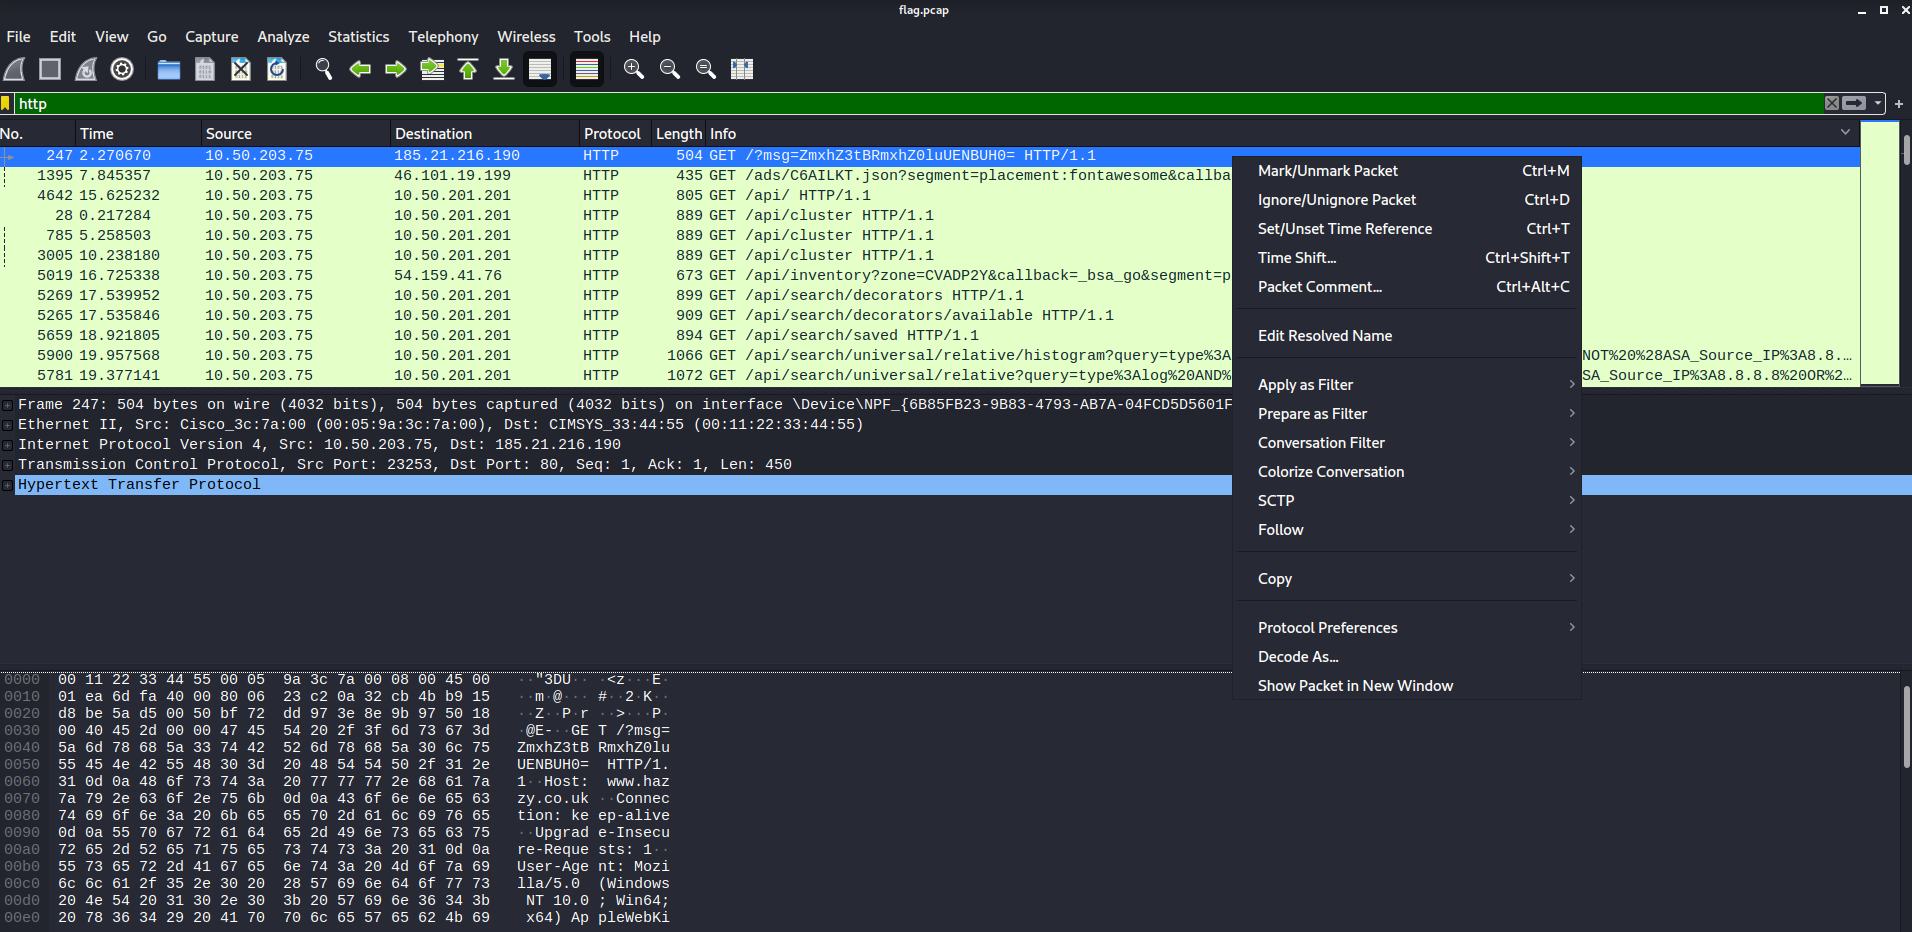 flag.pcap
File Edit View Go Capture Analyze Statistics Telephony Wireless Tools Help
http
No. Time Source Destination Protocol Length Info
247 2.270670 10.50.203.75 185.21.216.190 HTTP 504 GET /?msg=ZmxhZ3tBRmxhZ0luUENBUH0= HTTP/1.1
1395 7.845357 10.50.203.75 46.101.19.199 HTTP 435 GET /ads/C6AILKT.json?segment=placement:fontawesome&callba
4642 15.625232 10.50.203.75 10.50.201.201 HTTP 805 GET /api/ HTTP/1.1
28 0.217284 10.50.203.75 10.50.201.201 HTTP 889 GET /api/cluster HTTP/1.1
785 5.258503 10.50.203.75 10.50.201.201 HTTP 889 GET /api/cluster HTTP/1.1
3005 10.238180 10.50.203.75 10.50.201.201 HTTP 889 GET /api/cluster HTTP/1.1
5019 16.725338 10.50.203.75 54.159.41.76 HTTP 673 GET /api/inventory?zone=CVADP2Y&callback=_bsa_go&segment=p
5269 17.539952 10.50.203.75 10.50.201.201 HTTP 899 GET /api/search/decorators HTTP/1.1
5265 17.535846 10.50.203.75 10.50.201.201 HTTP 909 GET /api/search/decorators/available HTTP/1.1
5659 18.921805 10.50.203.75 10.50.201.201 HTTP 894 GET /api/search/saved HTTP/1.1
5900 19.957568 10.50.203.75 10.50.201.201 HTTP 1066 GET /api/search/universal/relative/histogram?query=type%3A NOT%20%28ASA_Source_IP%3A8.8.…
5781 19.377141 10.50.203.75 10.50.201.201 HTTP 1072 GET /api/search/universal/relative?query=type%3Alog%20AND% SA_Source_IP%3A8.8.8.8%20OR%2…
Mark/Unmark Packet Ctrl+M
Ignore/Unignore Packet Ctrl+D
Set/Unset Time Reference Ctrl+T
Time Shift... Ctrl+Shift+T
Packet Comment... Ctrl+Alt+C
Edit Resolved Name
Apply as Filter
Prepare as Filter
Conversation Filter
Colorize Conversation
SCTP
Follow
Copy
Protocol Preferences
Decode As...
Show Packet in New Window
Frame 247: 504 bytes on wire (4032 bits), 504 bytes captured (4032 bits) on interface \Device\NPF_{6B85FB23-9B83-4793-AB7A-04FCD5D5601F
Ethernet II, Src: Cisco_3c:7a:00 (00:05:9a:3c:7a:00), Dst: CIMSYS_33:44:55 (00:11:22:33:44:55)
Internet Protocol Version 4, Src: 10.50.203.75, Dst: 185.21.216.190
Transmission Control Protocol, Src Port: 23253, Dst Port: 80, Seq: 1, Ack: 1, Len: 450
Hypertext Transfer Protocol
0000 00 11 22 33 44 55 00 05 9a 3c 7a 00 08 00 45 00 ··"3DU·· ·<z···E·
0010 01 ea 6d fa 40 00 80 06 23 c2 0a 32 cb 4b b9 15 ··m·@··· #··2·K··
0020 d8 be 5a d5 00 50 bf 72 dd 97 3e 8e 9b 97 50 18 ··Z··P·r ··>···P·
0030 00 40 45 2d 00 00 47 45 54 20 2f 3f 6d 73 67 3d ·@E-··GE T /?msg=
0040 5a 6d 78 68 5a 33 74 42 52 6d 78 68 5a 30 6c 75 ZmxhZ3tB RmxhZ0lu
0050 55 45 4e 42 55 48 30 3d 20 48 54 54 50 2f 31 2e UENBUH0= HTTP/1.
0060 31 0d 0a 48 6f 73 74 3a 20 77 77 77 2e 68 61 7a 1··Host: www.haz
0070 7a 79 2e 63 6f 2e 75 6b 0d 0a 43 6f 6e 6e 65 63 zy.co.uk ··Connec
0080 74 69 6f 6e 3a 20 6b 65 65 70 2d 61 6c 69 76 65 tion: ke ep-alive
0090 0d 0a 55 70 67 72 61 64 65 2d 49 6e 73 65 63 75 ··Upgrad e-Insecu
00a0 72 65 2d 52 65 71 75 65 73 74 73 3a 20 31 0d 0a re-Reque sts: 1··
00b0 55 73 65 72 2d 41 67 65 6e 74 3a 20 4d 6f 7a 69 User-Age nt: Mozi
00c0 6c 6c 61 2f 35 2e 30 20 28 57 69 6e 64 6f 77 73 lla/5.0 (Windows
00d0 20 4e 54 20 31 30 2e 30 3b 20 57 69 6e 36 34 3b NT 10.0 ; Win64;
00e0 20 78 36 34 29 20 41 70 70 6c 65 57 65 62 4b 69 x64) Ap pleWebKi